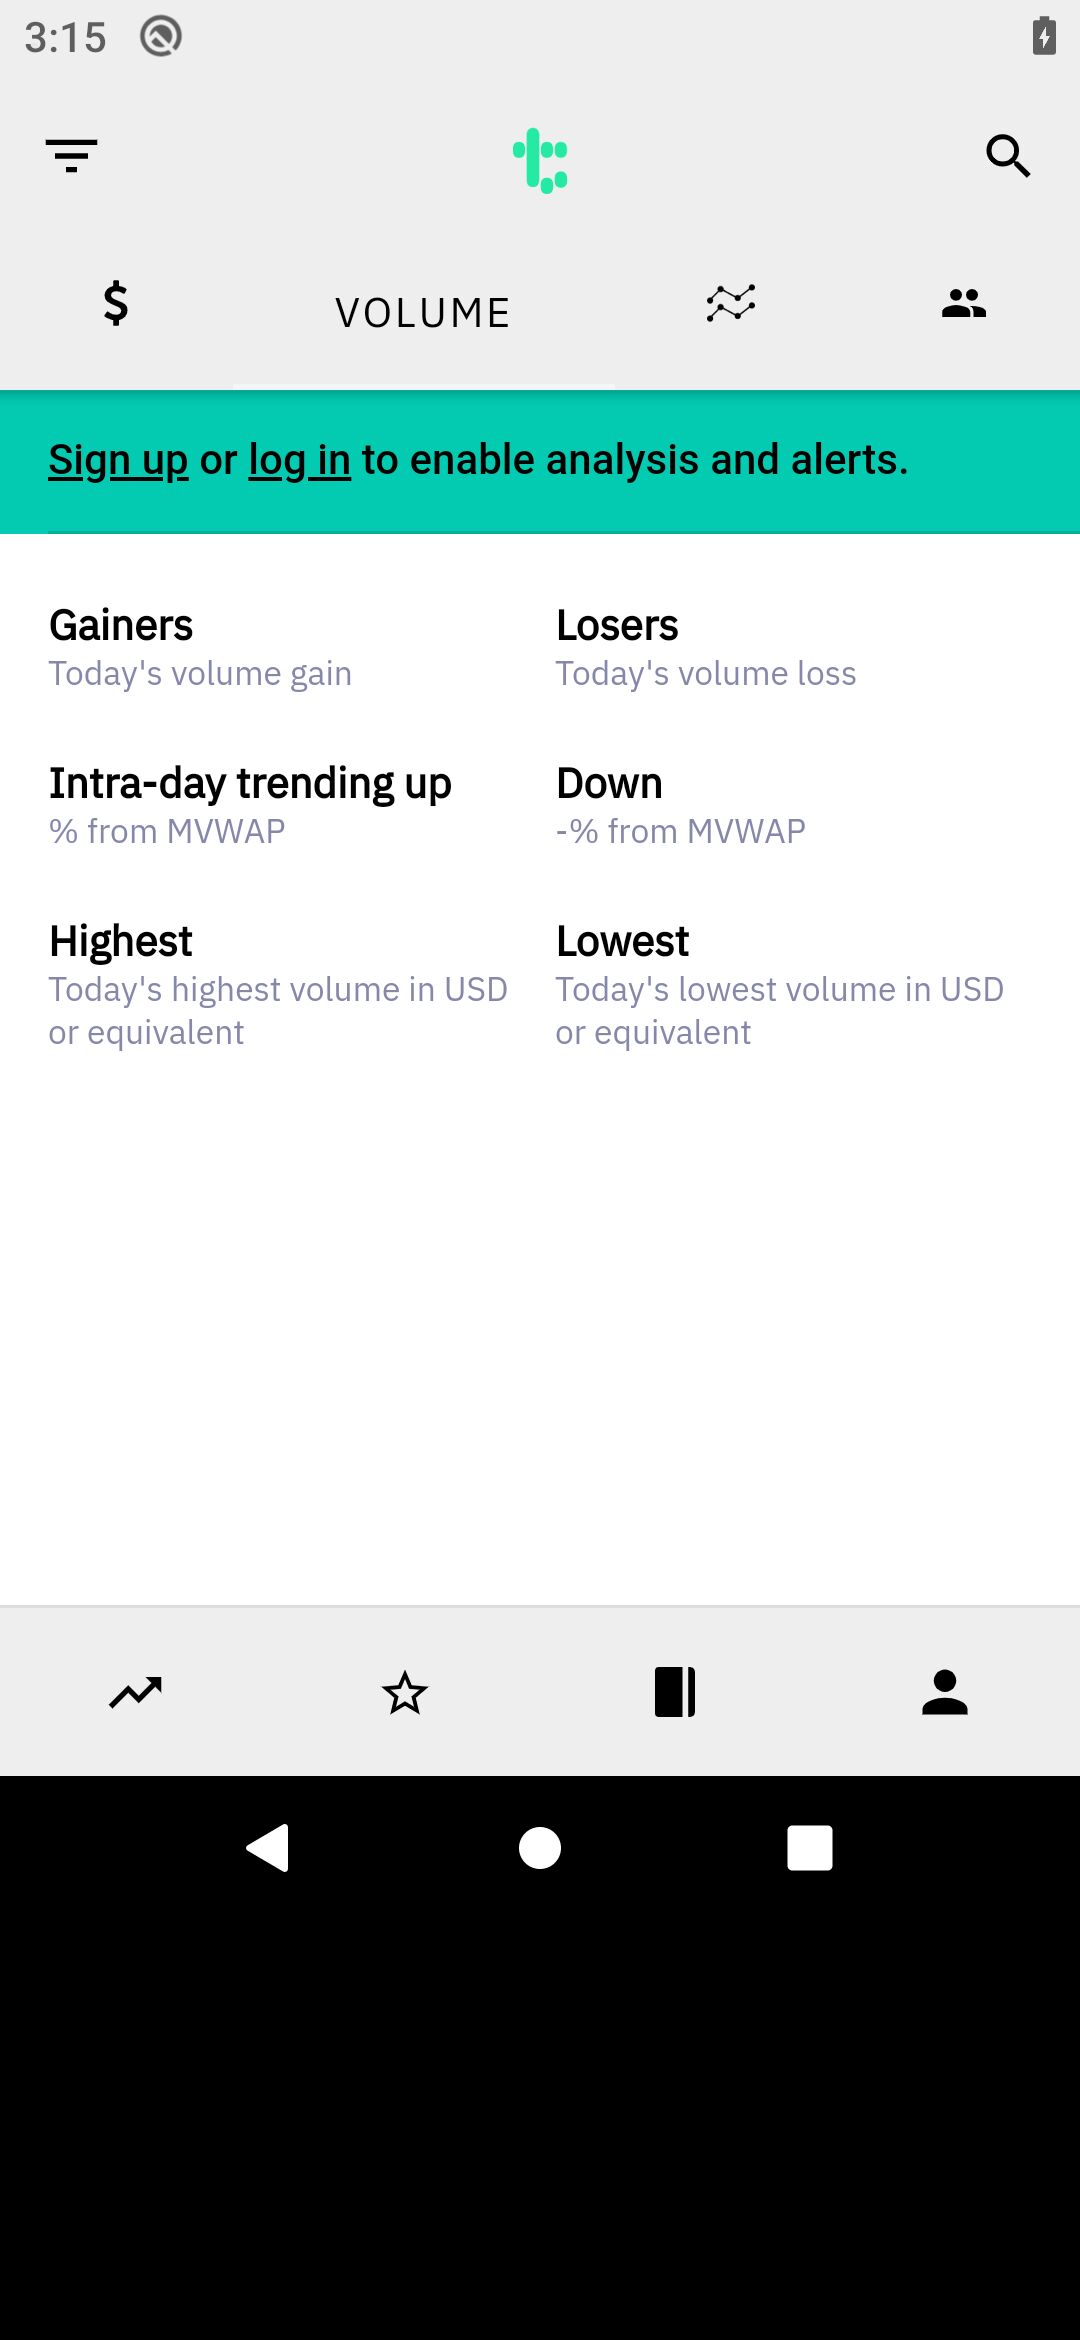 3:15
$
VOLUME
Sign up or log in to enable analysis and alerts.
Gainers
Today's volume gain
Losers
Today's volume loss
Intra-day trending up
% from MVWAP
Down
-% from MVWAP
Highest
Today's highest volume in USD
or equivalent
Lowest
Today's lowest volume in USD
or equivalent